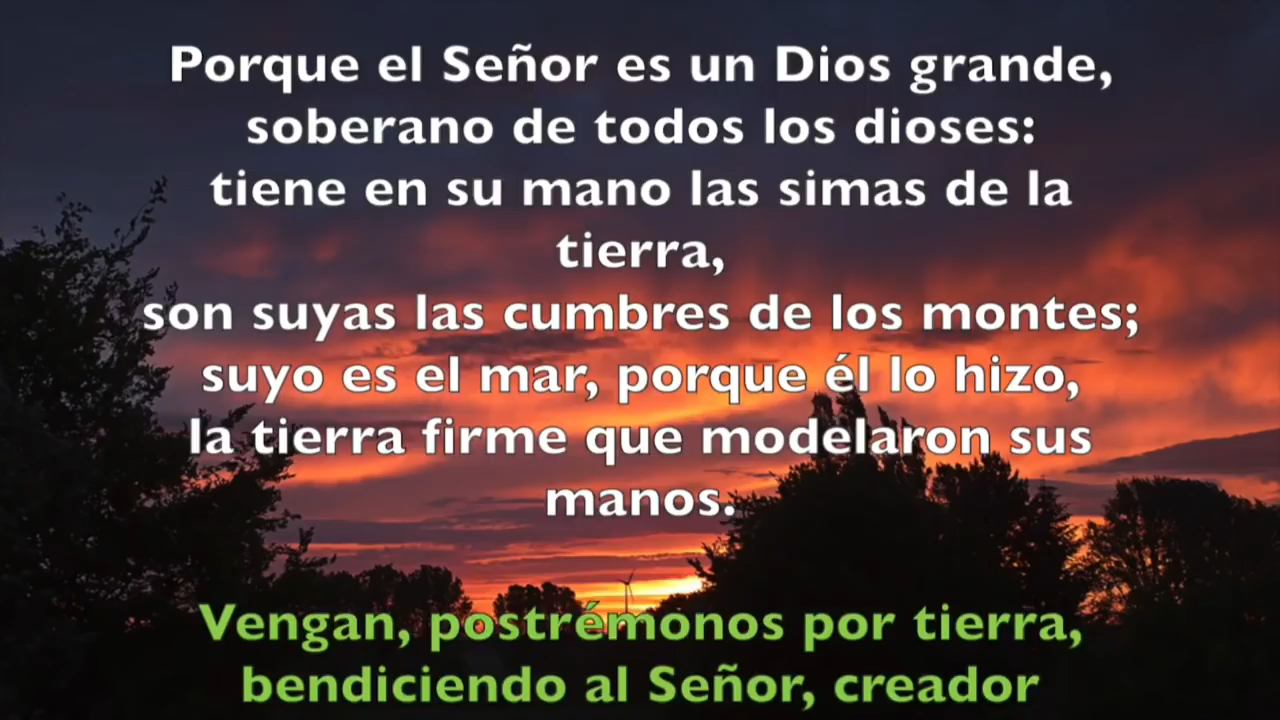 Porque el Señor es un Dios grande,
soberano de todos los dioses:
tiene en su mano las simas de la
tierra,
son suyas las cumbres de los montes;
suyo es el mar, porque él lo hizo,
la tierra firme que modelaron sus
manos.
Vengan, postrémonos por tierra,
bendiciendo al Señor, creador